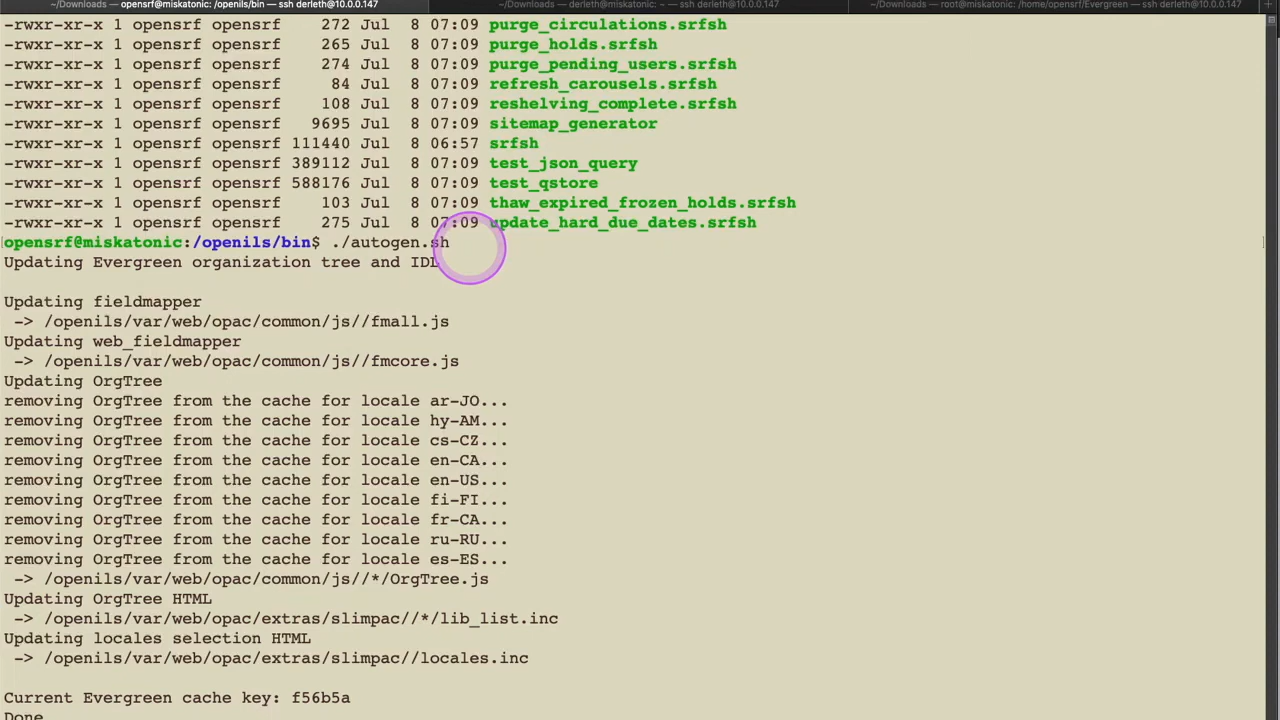 ~/Downloads — opensrf@miskatonic: /openils/bin — ssh derleth@10.0.0.147
~/Downloads — derleth@miskatonic: ~ — ssh derleth@10.0.0.147
~/Downloads — root@miskatonic: /home/opensrf/Evergreen — ssh derleth@10.0.0.147
-rwxr-xr-x 1 opensrf opensrf    272 Jul  8 07:09 purge_circulations.srfsh
-rwxr-xr-x 1 opensrf opensrf    265 Jul  8 07:09 purge_holds.srfsh
-rwxr-xr-x 1 opensrf opensrf    274 Jul  8 07:09 purge_pending_users.srfsh
-rwxr-xr-x 1 opensrf opensrf     84 Jul  8 07:09 refresh_carousels.srfsh
-rwxr-xr-x 1 opensrf opensrf    108 Jul  8 07:09 reshelving_complete.srfsh
-rwxr-xr-x 1 opensrf opensrf   9695 Jul  8 07:09 sitemap_generator
-rwxr-xr-x 1 opensrf opensrf 111440 Jul  8 06:57 srfsh
-rwxr-xr-x 1 opensrf opensrf 389112 Jul  8 07:09 test_json_query
-rwxr-xr-x 1 opensrf opensrf 588176 Jul  8 07:09 test_qstore
-rwxr-xr-x 1 opensrf opensrf    103 Jul  8 07:09 thaw_expired_frozen_holds.srfsh
-rwxr-xr-x 1 opensrf opensrf    275 Jul  8 07:09 update_hard_due_dates.srfsh
opensrf@miskatonic:/openils/bin$ ./autogen.sh
Updating Evergreen organization tree and IDL
Updating fieldmapper
 -> /openils/var/web/opac/common/js//fmall.js
Updating web_fieldmapper
 -> /openils/var/web/opac/common/js//fmcore.js
Updating OrgTree
removing OrgTree from the cache for locale ar-JO...
removing OrgTree from the cache for locale hy-AM...
removing OrgTree from the cache for locale cs-CZ...
removing OrgTree from the cache for locale en-CA...
removing OrgTree from the cache for locale en-US...
removing OrgTree from the cache for locale fi-FI...
removing OrgTree from the cache for locale fr-CA...
removing OrgTree from the cache for locale ru-RU...
removing OrgTree from the cache for locale es-ES...
 -> /openils/var/web/opac/common/js//*/OrgTree.js
Updating OrgTree HTML
 -> /openils/var/web/opac/extras/slimpac//*/lib_list.inc
Updating locales selection HTML
 -> /openils/var/web/opac/extras/slimpac//locales.inc
Current Evergreen cache key: f56b5a
Done